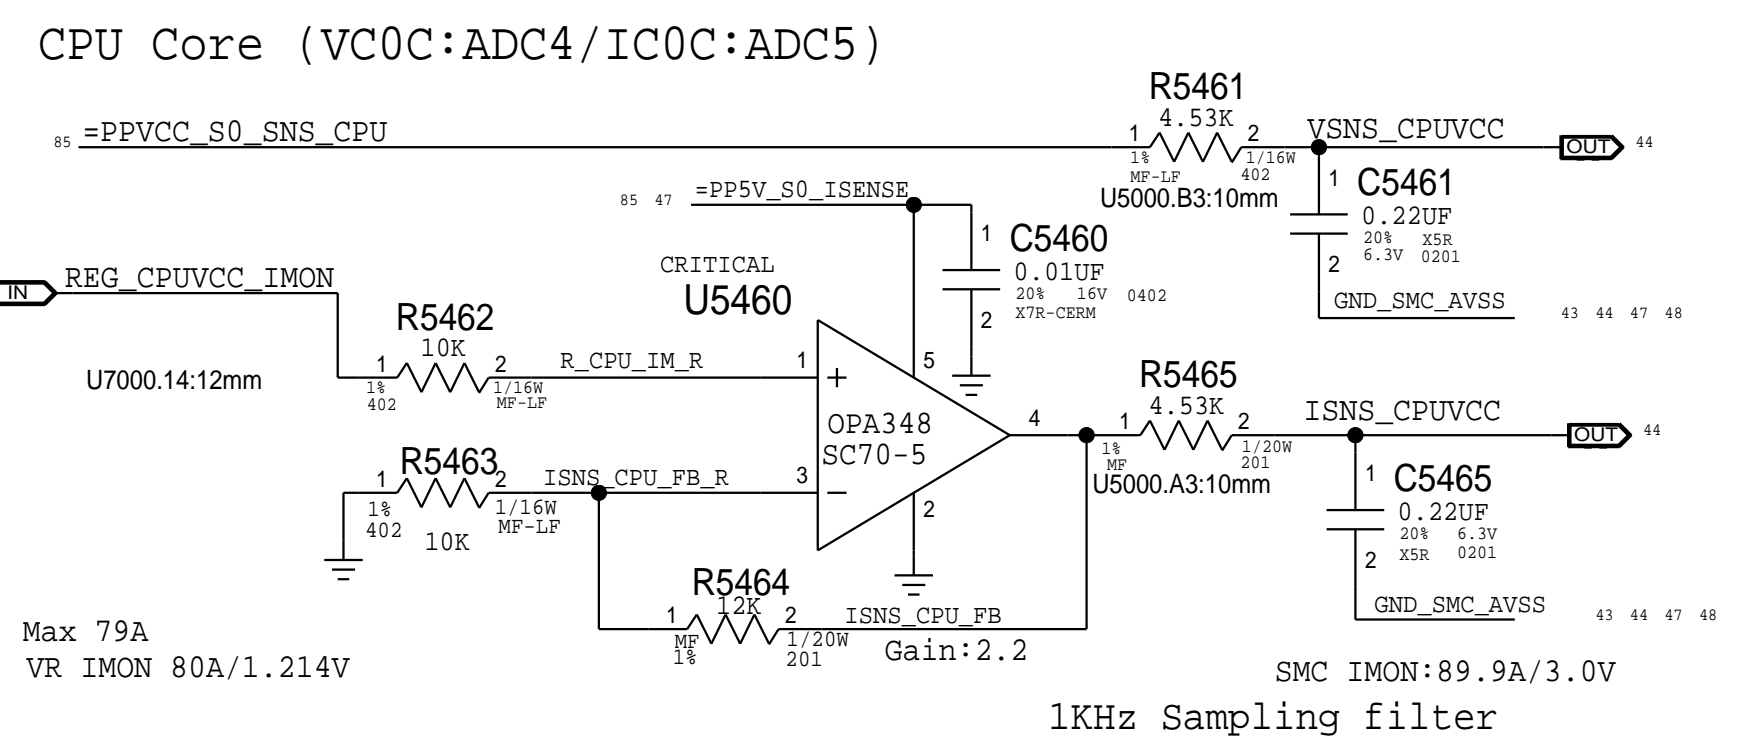 CPU Core (VC0C:ADC4/IC0C:ADC5)
R5461
4.53K
85 =PPVCC_S0_SNS_CPU
1 2
VSNS_CPUVCC
OUT 44
1% 1/16W
MF-LF 402
U5000.B3:10mm
1 C5461
0.22UF
20% X5R
6.3V 0201
2
GND_SMC_AVSS
43 44 47 48
85 47 =PP5V_S0_ISENSE
1 C5460
0.01UF
20% 16V 0402
X7R-CERM
2
CRITICAL
U5460
IN REG_CPUVCC_IMON
R5462
10K
1 2
R_CPU_IM_R
1
5
1% 1/16W
402 MF-LF
U7000.14:12mm
+
OPA348
SC70-5
−
4
R5465
4.53K
1 2
ISNS_CPUVCC
OUT 44
1% 1/20W
MF 201
U5000.A3:10mm
R5463
1 2
ISNS_CPU_FB_R
3
2
1% 1/16W
402 MF-LF
10K
1 C5465
0.22UF
20% 6.3V
X5R 0201
2
GND_SMC_AVSS
43 44 47 48
R5464
12K
1 2
ISNS_CPU_FB
MF 1/20W
1% 201
Gain:2.2
Max 79A
VR IMON 80A/1.214V
SMC IMON:89.9A/3.0V
1KHz Sampling filter